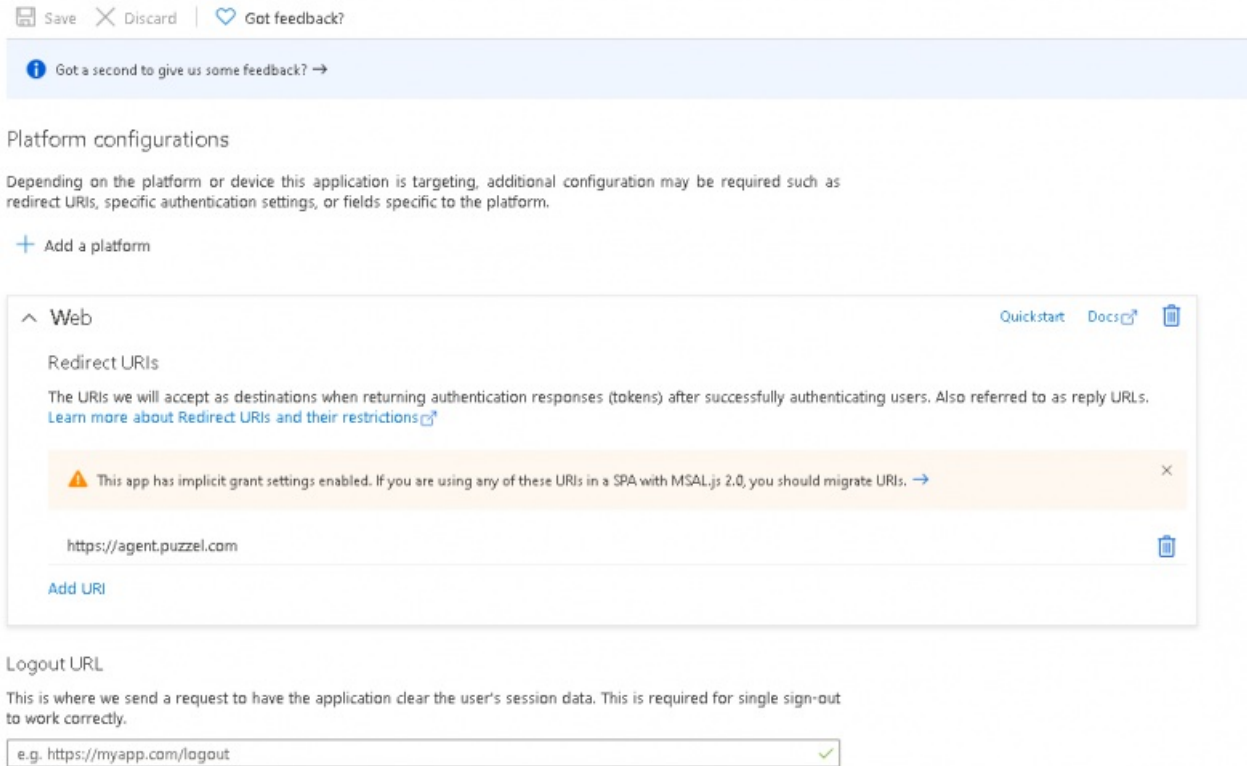 Save Discard Got feedback?
Got a second to give us some feedback? →
Platform configurations
Depending on the platform or device this application is targeting, additional configuration may be required such as
redirect URIs, specific authentication settings, or fields specific to the platform.
+ Add a platform
Web Quickstart Docs
Redirect URIs
The URIs we will accept as destinations when returning authentication responses (tokens) after successfully authenticating users. Also referred to as reply URLs.
Learn more about Redirect URIs and their restrictions
This app has implicit grant settings enabled. If you are using any of these URIs in a SPA with MSAL.js 2.0, you should migrate URIs. →
https://agent.puzzel.com
Add URI
Logout URL
This is where we send a request to have the application clear the user's session data. This is required for single sign-out
to work correctly.
e.g. https://myapp.com/logout